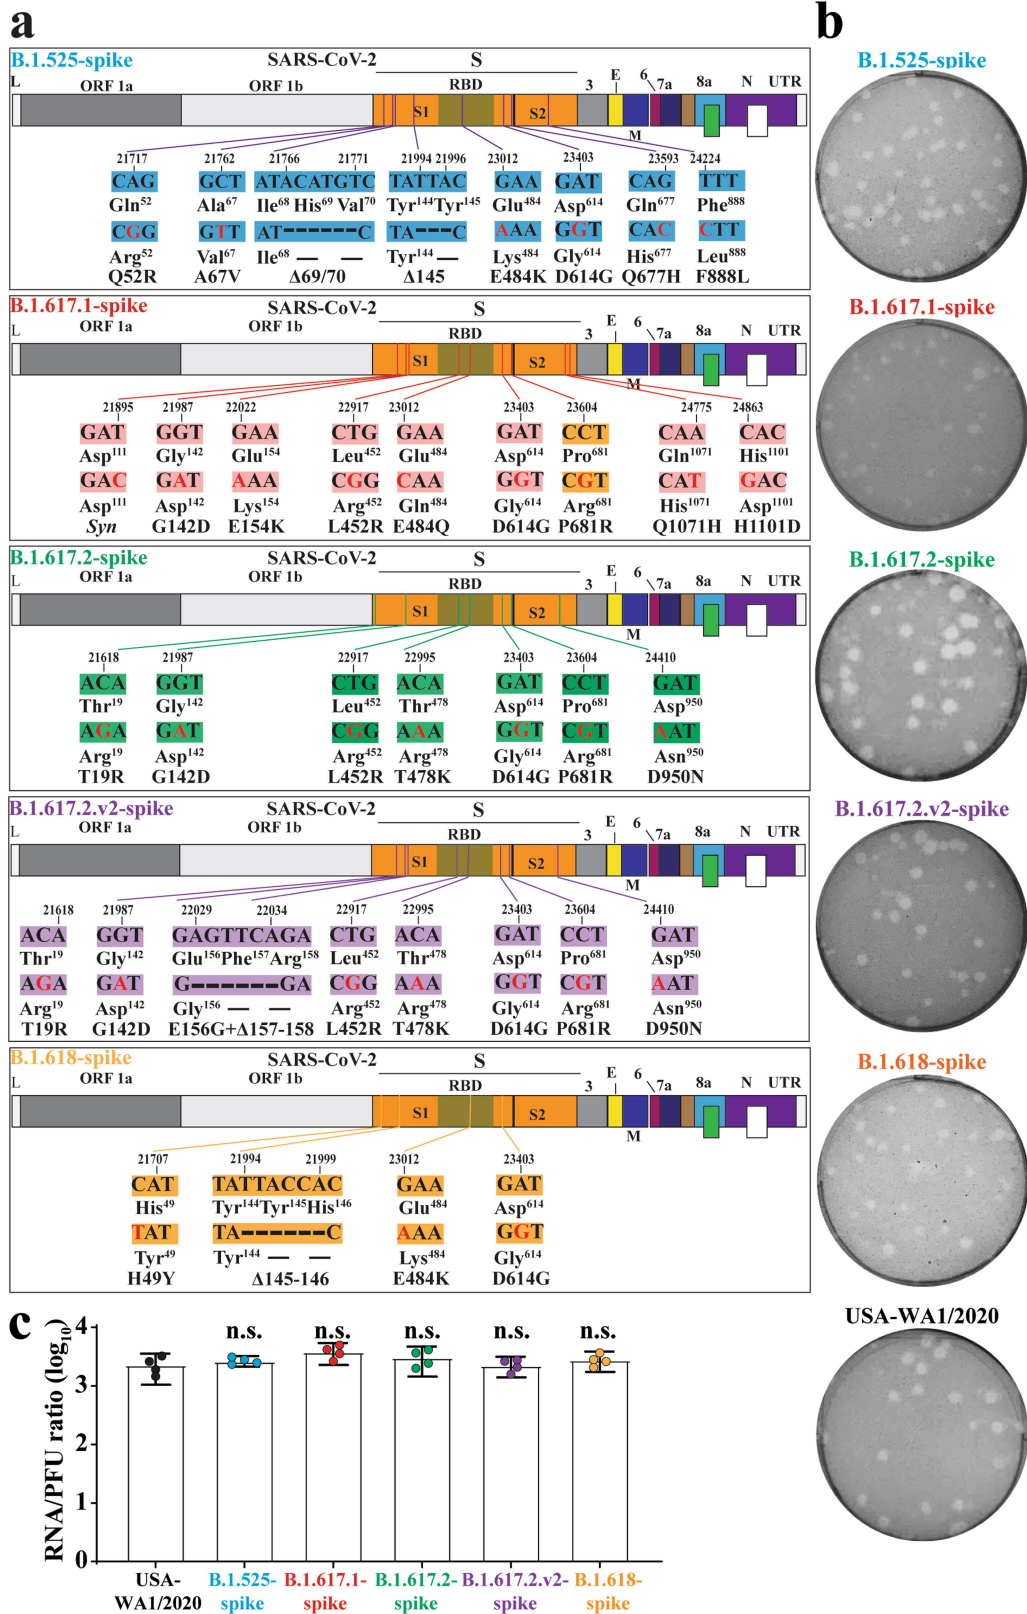 a
B.1.525-spike
SARS-CoV-2
S
L
ORF 1a
ORF 1b
RBD
3
E
6
7a
8a
N
UTR
S1
S2
M
21717 21762 21766 21771 21994 21996 23012 23403 23593 24224
CAG GCT ATACATGTC TATTAC GAA GAT CAG TTT
Gln52 Ala67 Ile68 His69 Val70 Tyr144Tyr145 Glu484 Asp614 Gln677 Phe888
CGG GTT AT------C TA---C AAA GGT CAC CTT
Arg52 Val67 Ile68 — — Tyr144 — Lys484 Gly614 His677 Leu888
Q52R A67V Δ69/70 Δ145 E484K D614G Q677H F888L
B.1.617.1-spike
SARS-CoV-2
S
L
ORF 1a
ORF 1b
RBD
3
E
6
7a
8a
N
UTR
S1
S2
M
21895 21987 22022 22917 23012 23403 23604 24775 24863
GAT GGT GAA CTG GAA GAT CCT CAA CAC
Asp111 Gly142 Glu154 Leu452 Glu484 Asp614 Pro681 Gln1071 His1101
GAC GAT AAA CGG CAA GGT CGT CAT GAC
Asp111 Asp142 Lys154 Arg452 Gln484 Gly614 Arg681 His1071 Asp1101
Syn G142D E154K L452R E484Q D614G P681R Q1071H H1101D
B.1.617.2-spike
SARS-CoV-2
S
L
ORF 1a
ORF 1b
RBD
3
E
6
7a
8a
N
UTR
S1
S2
M
21618 21987 22917 22995 23403 23604 24410
ACA GGT CTG ACA GAT CCT GAT
Thr19 Gly142 Leu452 Thr478 Asp614 Pro681 Asp950
AGA GAT CGG AAA GGT CGT AAT
Arg19 Asp142 Arg452 Arg478 Gly614 Arg681 Asn950
T19R G142D L452R T478K D614G P681R D950N
B.1.617.2.v2-spike
SARS-CoV-2
S
L
ORF 1a
ORF 1b
RBD
3
E
6
7a
8a
N
UTR
S1
S2
M
21618 21987 22029 22034 22917 22995 23403 23604 24410
ACA GGT GAGTTCAGA CTG ACA GAT CCT GAT
Thr19 Gly142 Glu156Phe157Arg158 Leu452 Thr478 Asp614 Pro681 Asp950
AGA GAT G------GA CGG AAA GGT CGT AAT
Arg19 Asp142 Gly156 — — Arg452 Arg478 Gly614 Arg681 Asn950
T19R G142D E156G+Δ157-158 L452R T478K D614G P681R D950N
B.1.618-spike
SARS-CoV-2
S
L
ORF 1a
ORF 1b
RBD
3
E
6
7a
8a
N
UTR
S1
S2
M
21707 21994 21999 23012 23403
CAT TATTACCAC GAA GAT
His49 Tyr144Tyr145His146 Glu484 Asp614
TAT TA------C AAA GGT
Tyr49 Tyr144 — — Lys484 Gly614
H49Y Δ145-146 E484K D614G
b
B.1.525-spike
B.1.617.1-spike
B.1.617.2-spike
B.1.617.2.v2-spike
B.1.618-spike
USA-WA1/2020
c
RNA/PFU ratio (log10)
4
3
2
1
0
n.s. n.s. n.s. n.s. n.s.
USA- B.1.525- B.1.617.1- B.1.617.2- B.1.617.2.v2- B.1.618-
WA1/2020 spike spike spike spike spike